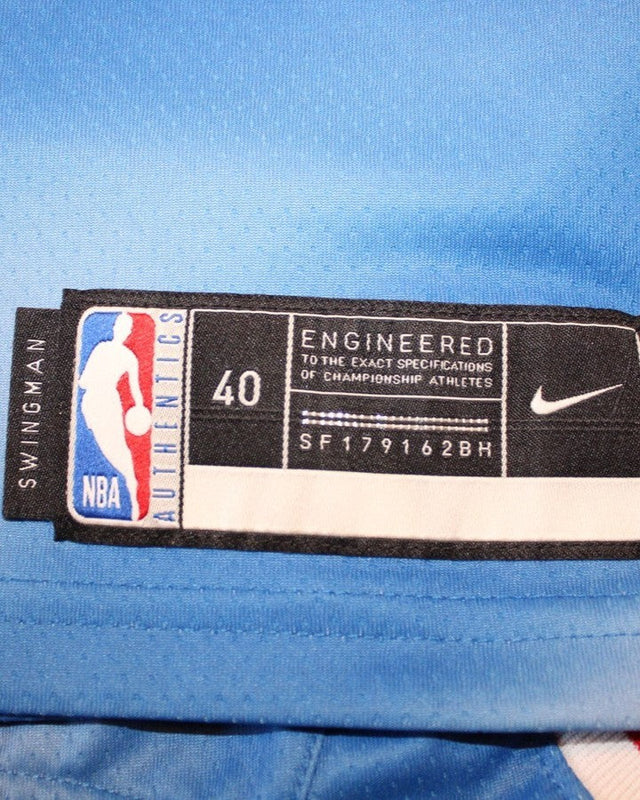 SWINGMAN
NBA
AUTHENTICS
40
ENGINEERED
TO THE EXACT SPECIFICATIONS
OF CHAMPIONSHIP ATHLETES
SF179162BH